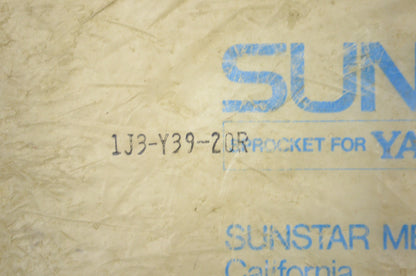 SUN
1J3-Y39-20R
SPROCKET FOR YA
SUNSTAR ME
California